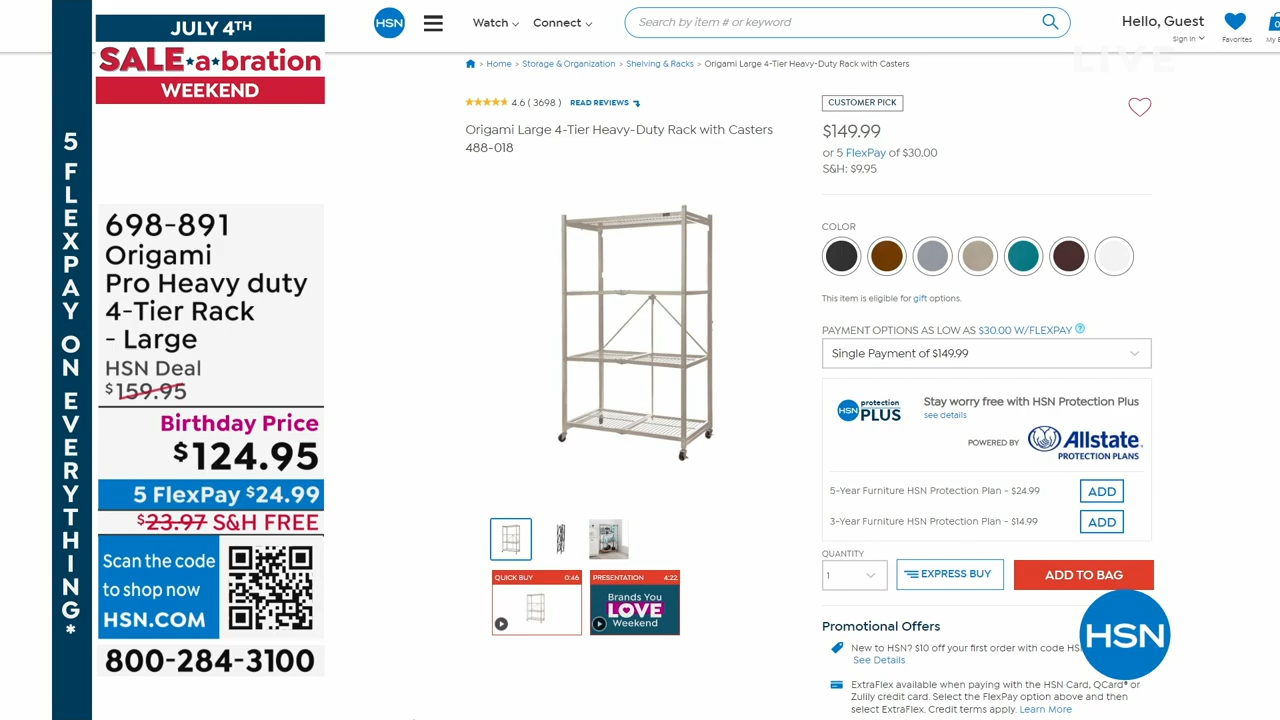 5 FLEXPAY ON EVERYTHING*
JULY 4TH
SALE★a★bration
WEEKEND
698-891
Origami
Pro Heavy duty
4-Tier Rack
- Large
HSN Deal
$159.95
Birthday Price
$124.95
5 FlexPay $24.99
$23.97 S&H FREE
Scan the code
to shop now
HSN.COM
800-284-3100
HSN
Watch
Connect
Search by item # or keyword
Hello, Guest
Sign In
Favorites
0
My B
LIVE
> Home > Storage & Organization > Shelving & Racks > Origami Large 4-Tier Heavy-Duty Rack with Casters
4.6 ( 3698 ) READ REVIEWS
Origami Large 4-Tier Heavy-Duty Rack with Casters
488-018
QUICK BUY 0:46
PRESENTATION 4:22
Brands You
LOVE
Weekend
CUSTOMER PICK
$149.99
or 5 FlexPay of $30.00
S&H: $9.95
COLOR
This item is eligible for gift options.
PAYMENT OPTIONS AS LOW AS $30.00 W/FLEXPAY ?
Single Payment of $149.99
HSN protection PLUS
Stay worry free with HSN Protection Plus
see details
POWERED BY Allstate.
PROTECTION PLANS
5-Year Furniture HSN Protection Plan - $24.99 ADD
3-Year Furniture HSN Protection Plan - $14.99 ADD
QUANTITY
1
EXPRESS BUY
ADD TO BAG
Promotional Offers
New to HSN? $10 off your first order with code HS
See Details
ExtraFlex available when paying with the HSN Card, QCard® or
Zulily credit card. Select the FlexPay option above and then
select ExtraFlex. Credit terms apply. Learn More
HSN